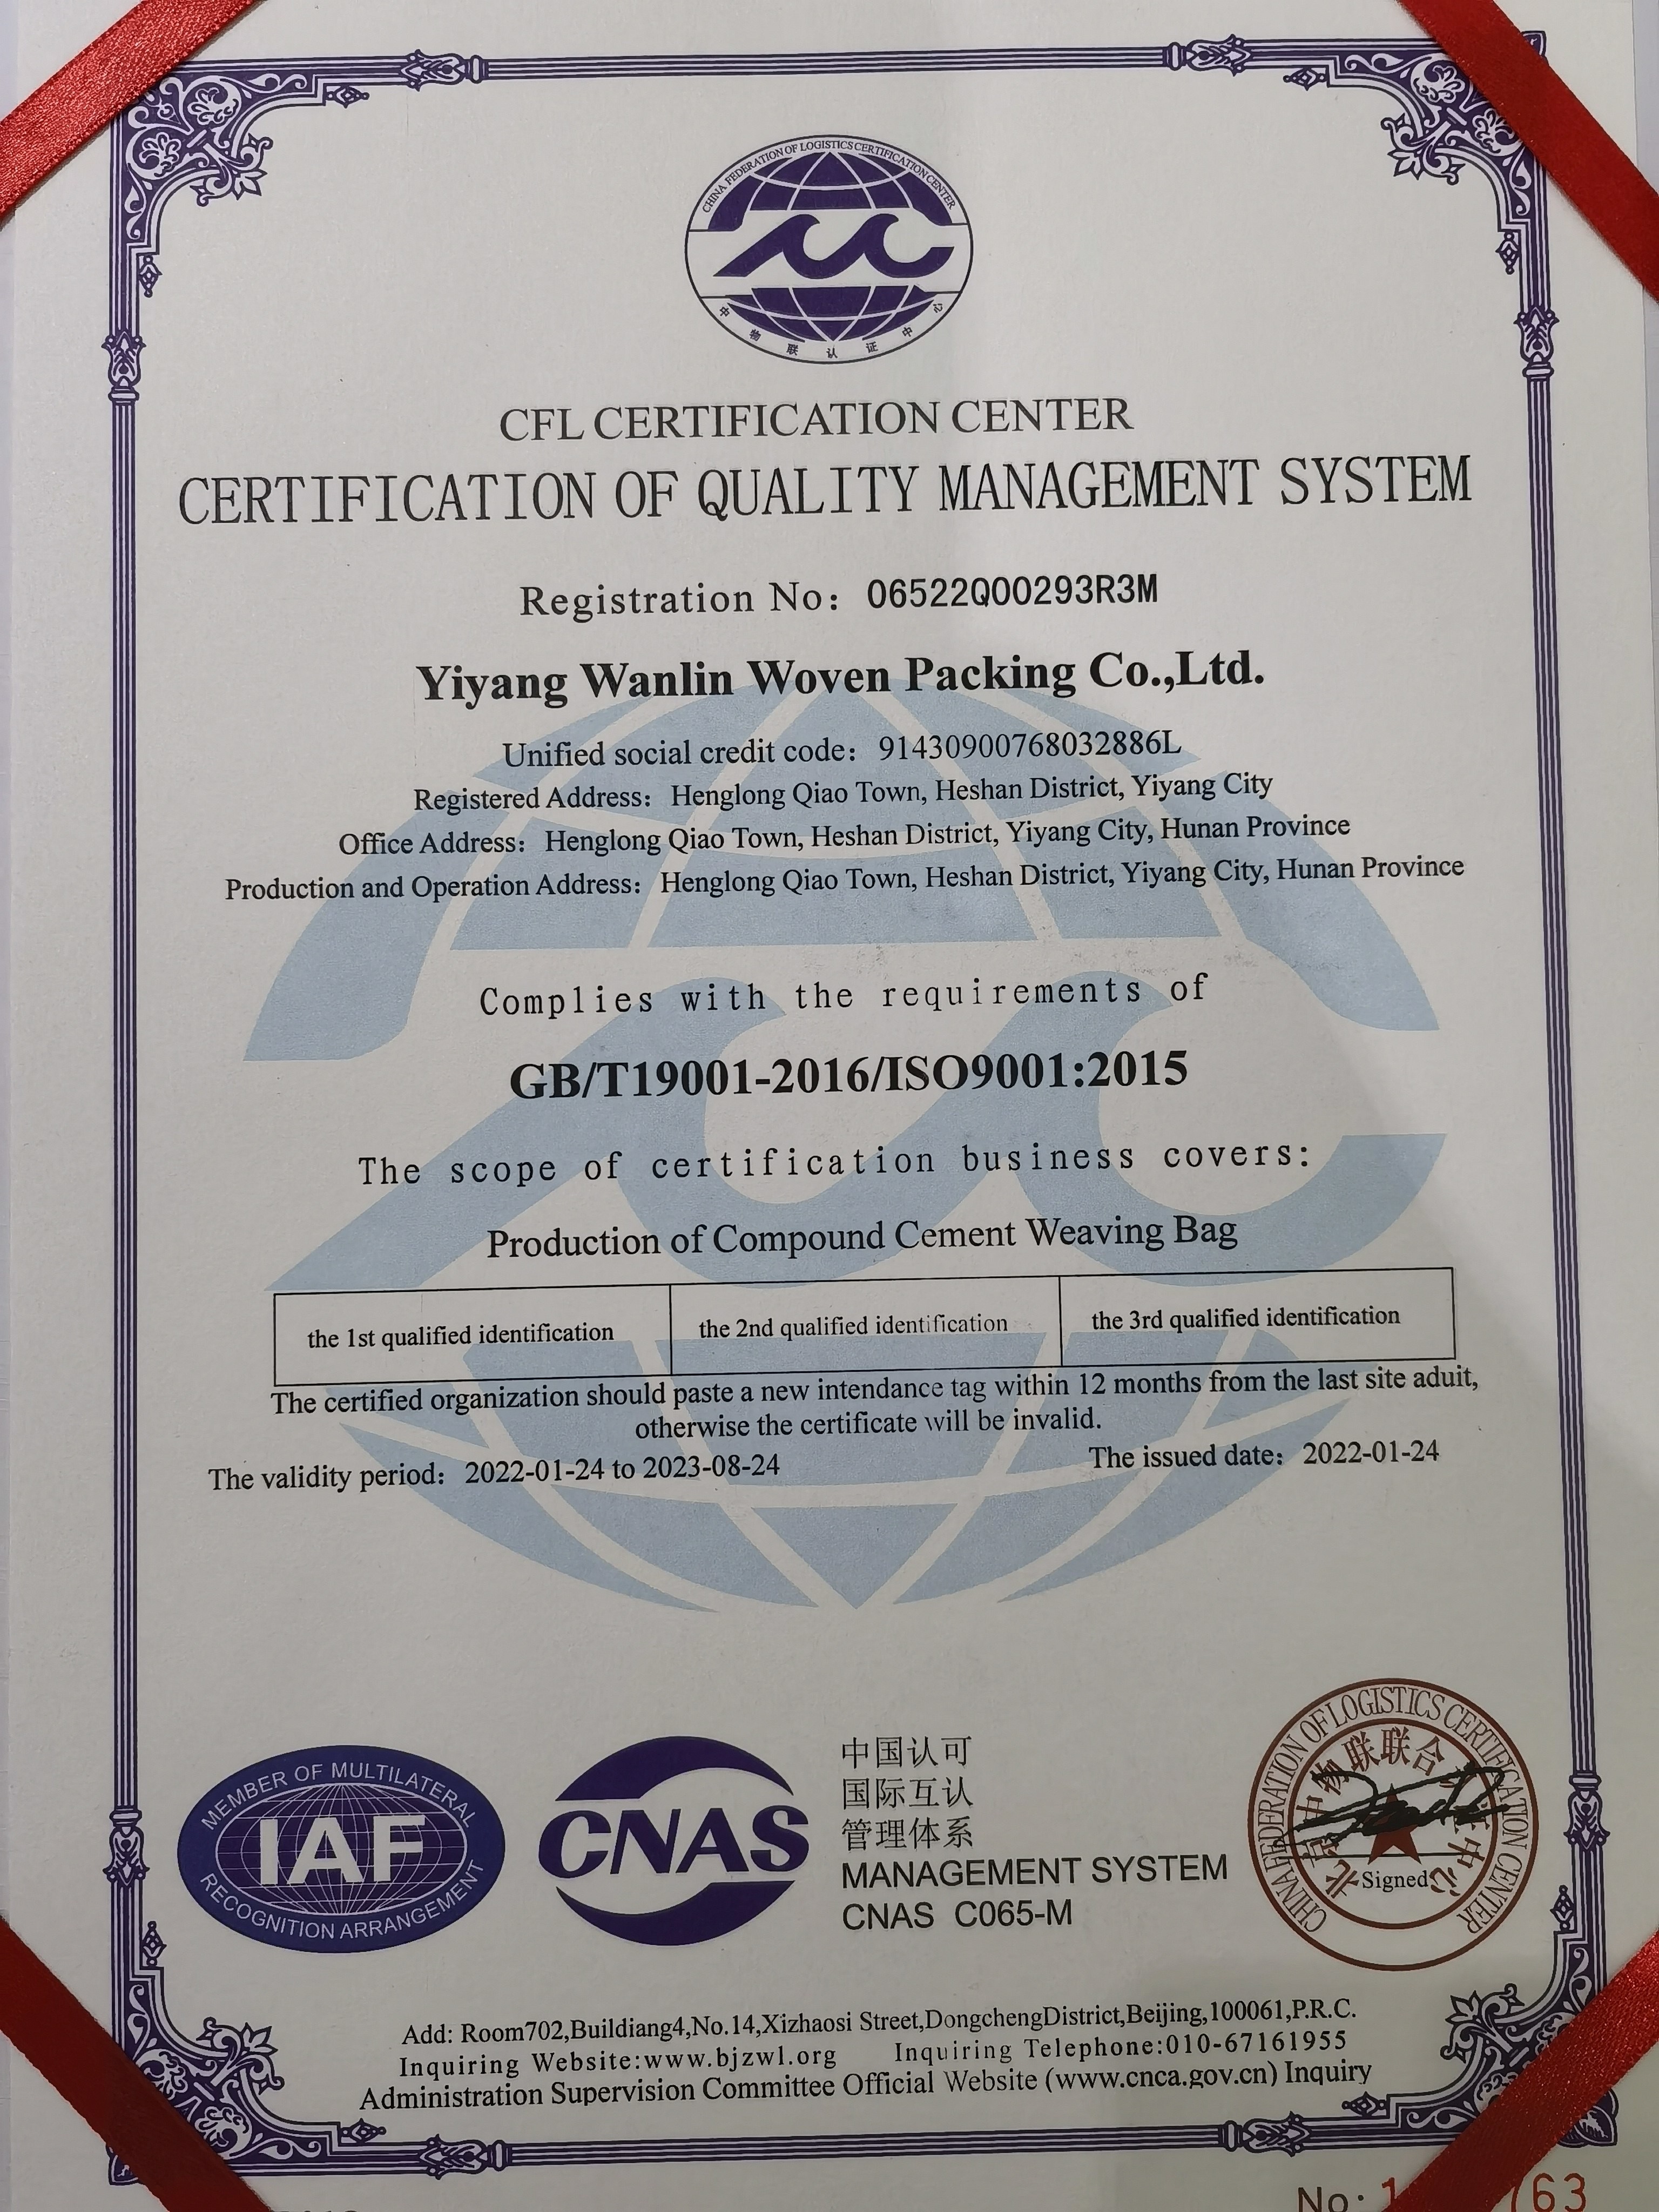 CHINA FEDERATION OF LOGISTICS CERTIFICATION CENTER
中物联认证中心
CFL CERTIFICATION CENTER
CERTIFICATION OF QUALITY MANAGEMENT SYSTEM
Registration No： 06522Q00293R3M
Yiyang Wanlin Woven Packing Co.,Ltd.
Unified social credit code： 91430900768032886L
Registered Address： Henglong Qiao Town, Heshan District, Yiyang City
Office Address： Henglong Qiao Town, Heshan District, Yiyang City, Hunan Province
Production and Operation Address： Henglong Qiao Town, Heshan District, Yiyang City, Hunan Province
Complies with the requirements of
GB/T19001-2016/ISO9001:2015
The scope of certification business covers:
Production of Compound Cement Weaving Bag
the 1st qualified identification the 2nd qualified identification the 3rd qualified identification
The certified organization should paste a new intendance tag within 12 months from the last site aduit,
otherwise the certificate will be invalid.
The validity period： 2022-01-24 to 2023-08-24 The issued date： 2022-01-24
MEMBER OF MULTILATERAL
IAF
RECOGNITION ARRANGEMENT
CNAS
中国认可
国际互认
管理体系
MANAGEMENT SYSTEM
CNAS C065-M
CHINA FEDERATION OF LOGISTICS CERTIFICATION CENTER
Signed
Add: Room702,Buildiang4,No.14,Xizhaosi Street,DongchengDistrict,Beijing,100061,P.R.C.
Inquiring Website:www.bjzwl.org Inquiring Telephone:010-67161955
Administration Supervision Committee Official Website (www.cnca.gov.cn) Inquiry
No: